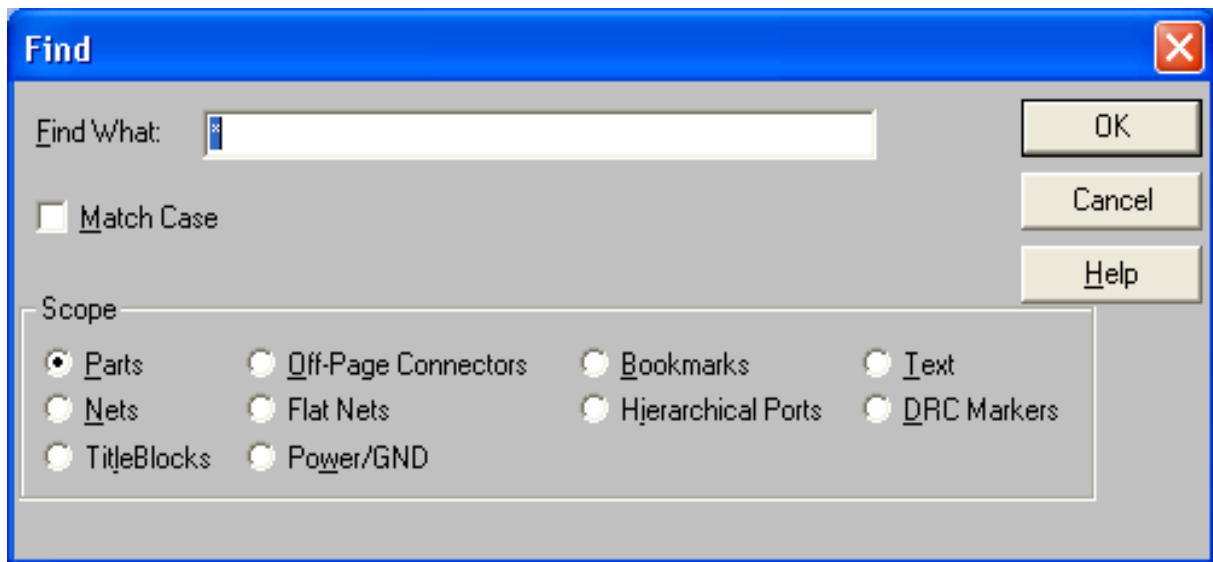 Find
Find What: *
OK
Match Case
Cancel
Help
Scope
Parts Off-Page Connectors Bookmarks Text
Nets Flat Nets Hierarchical Ports DRC Markers
TitleBlocks Power/GND